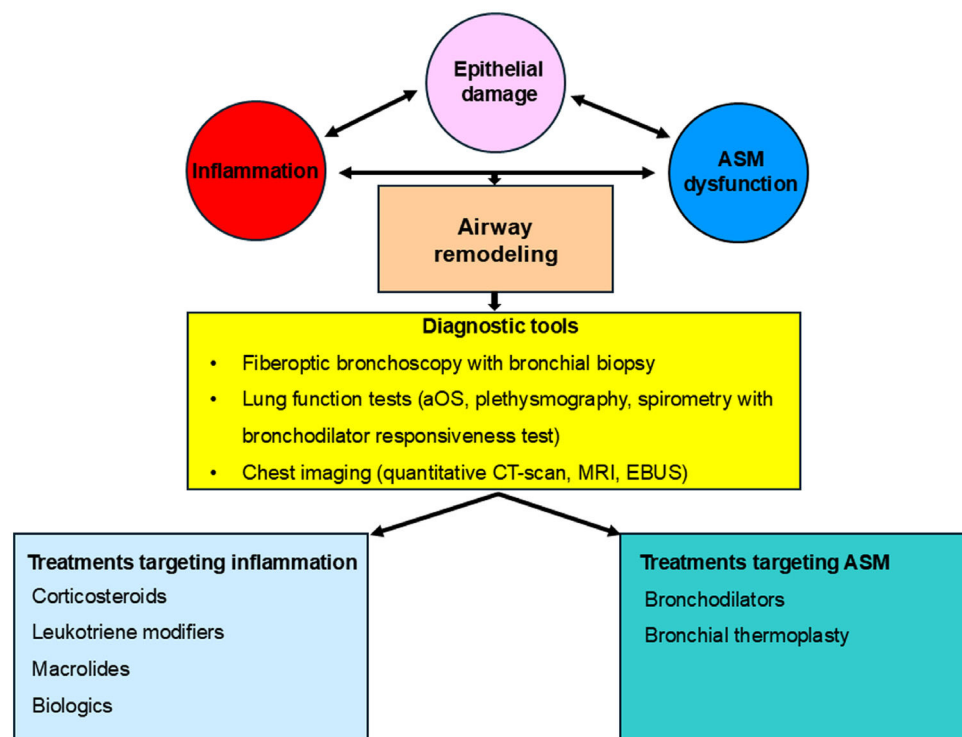 Epithelial
damage
Inflammation
ASM
dysfunction
Airway
remodeling
Diagnostic tools
• Fiberoptic bronchoscopy with bronchial biopsy
• Lung function tests (aOS, plethysmography, spirometry with
bronchodilator responsiveness test)
• Chest imaging (quantitative CT-scan, MRI, EBUS)
Treatments targeting inflammation
Corticosteroids
Leukotriene modifiers
Macrolides
Biologics
Treatments targeting ASM
Bronchodilators
Bronchial thermoplasty